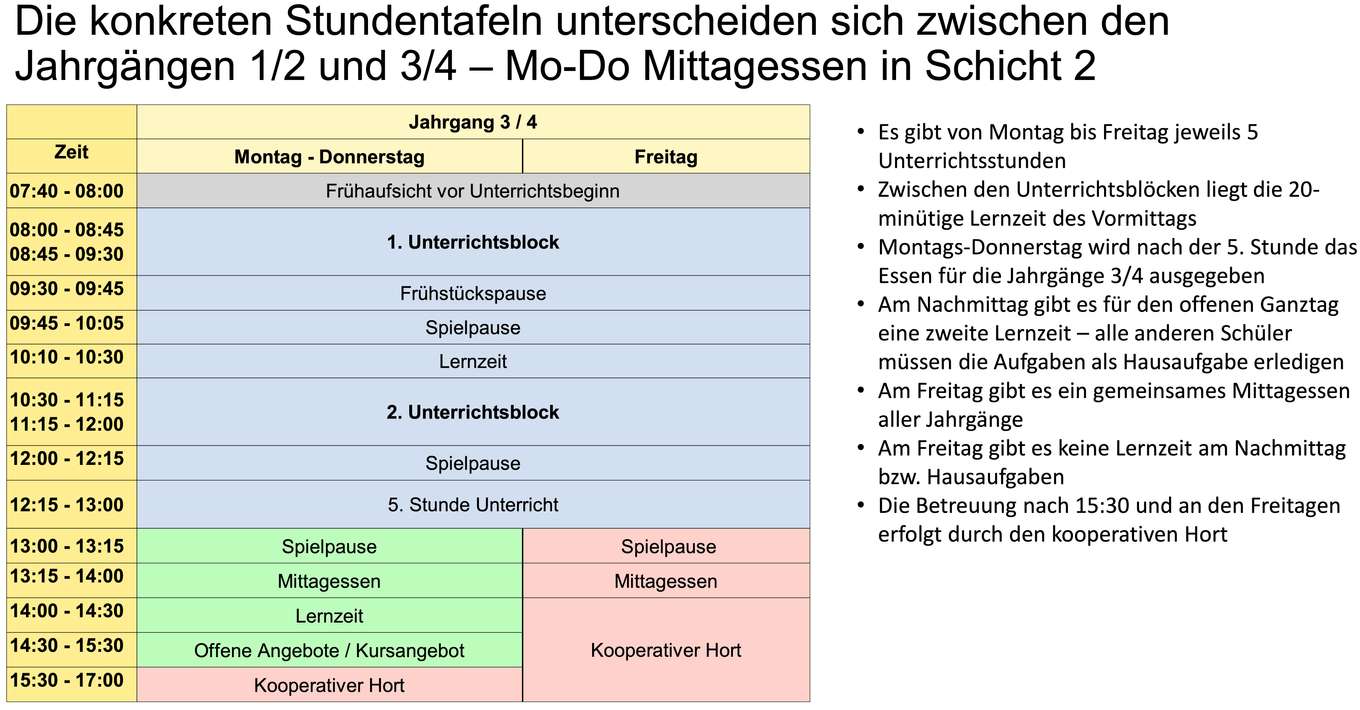 Die konkreten Stundentafeln unterscheiden sich zwischen den
Jahrgängen 1/2 und 3/4 – Mo-Do Mittagessen in Schicht 2
Jahrgang 3 / 4
Zeit
Montag - Donnerstag
Freitag
07:40 - 08:00
Frühaufsicht vor Unterrichtsbeginn
08:00 - 08:45
08:45 - 09:30
1. Unterrichtsblock
09:30 - 09:45
Frühstückspause
09:45 - 10:05
Spielpause
10:10 - 10:30
Lernzeit
10:30 - 11:15
11:15 - 12:00
2. Unterrichtsblock
12:00 - 12:15
Spielpause
12:15 - 13:00
5. Stunde Unterricht
13:00 - 13:15
Spielpause
Spielpause
13:15 - 14:00
Mittagessen
Mittagessen
14:00 - 14:30
Lernzeit
14:30 - 15:30
Offene Angebote / Kursangebot
Kooperativer Hort
15:30 - 17:00
Kooperativer Hort
• Es gibt von Montag bis Freitag jeweils 5
Unterrichtsstunden
• Zwischen den Unterrichtsblöcken liegt die 20-
minütige Lernzeit des Vormittags
• Montags-Donnerstag wird nach der 5. Stunde das
Essen für die Jahrgänge 3/4 ausgegeben
• Am Nachmittag gibt es für den offenen Ganztag
eine zweite Lernzeit – alle anderen Schüler
müssen die Aufgaben als Hausaufgabe erledigen
• Am Freitag gibt es ein gemeinsames Mittagessen
aller Jahrgänge
• Am Freitag gibt es keine Lernzeit am Nachmittag
bzw. Hausaufgaben
• Die Betreuung nach 15:30 und an den Freitagen
erfolgt durch den kooperativen Hort